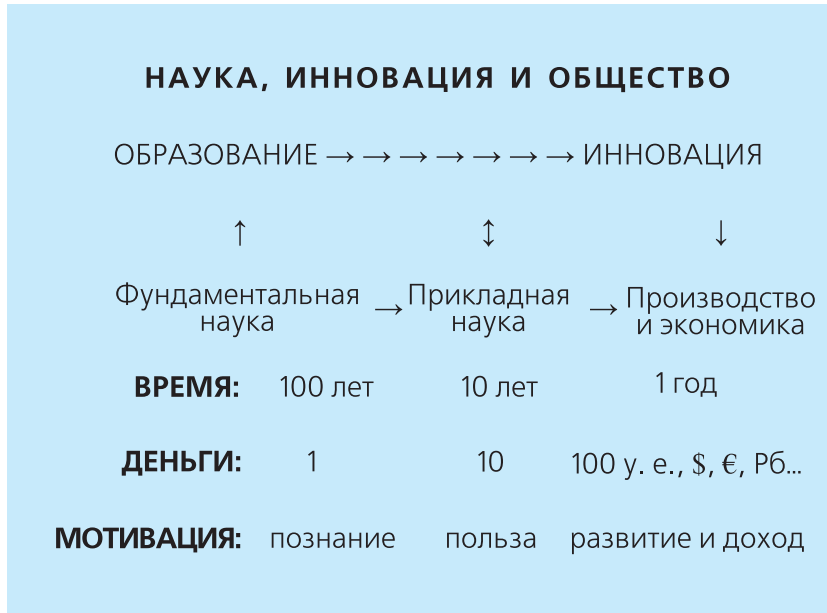 НАУКА, ИННОВАЦИЯ И ОБЩЕСТВО
ОБРАЗОВАНИЕ → → → → → → → ИННОВАЦИЯ
↑ ↕ ↓
Фундаментальная наука → Прикладная наука → Производство и экономика
ВРЕМЯ: 100 лет 10 лет 1 год
ДЕНЬГИ: 1 10 100 у. е., $, €, Рб...
МОТИВАЦИЯ: познание польза развитие и доход